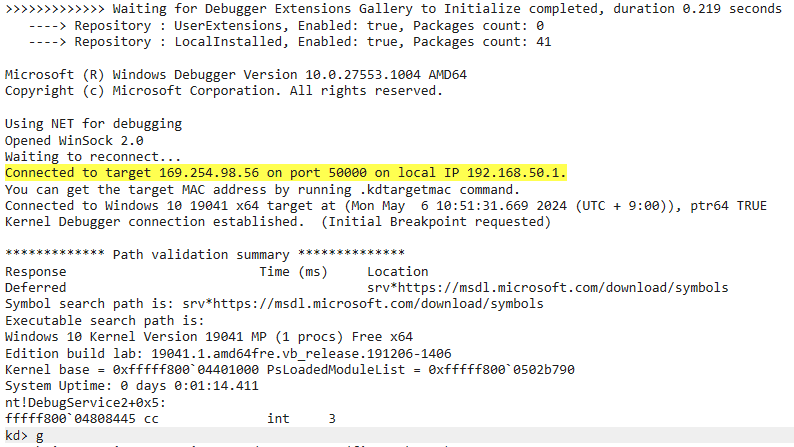 >>>>>>>>>>>>> Waiting for Debugger Extensions Gallery to Initialize completed, duration 0.219 seconds
   ----> Repository : UserExtensions, Enabled: true, Packages count: 0
   ----> Repository : LocalInstalled, Enabled: true, Packages count: 41
Microsoft (R) Windows Debugger Version 10.0.27553.1004 AMD64
Copyright (c) Microsoft Corporation. All rights reserved.
Using NET for debugging
Opened WinSock 2.0
Waiting to reconnect...
Connected to target 169.254.98.56 on port 50000 on local IP 192.168.50.1.
You can get the target MAC address by running .kdtargetmac command.
Connected to Windows 10 19041 x64 target at (Mon May  6 10:51:31.669 2024 (UTC + 9:00)), ptr64 TRUE
Kernel Debugger connection established.  (Initial Breakpoint requested)
************* Path validation summary **************
Response                         Time (ms)     Location
Deferred                                       srv*https://msdl.microsoft.com/download/symbols
Symbol search path is: srv*https://msdl.microsoft.com/download/symbols
Executable search path is:
Windows 10 Kernel Version 19041 MP (1 procs) Free x64
Edition build lab: 19041.1.amd64fre.vb_release.191206-1406
Kernel base = 0xfffff800`04401000 PsLoadedModuleList = 0xfffff800`0502b790
System Uptime: 0 days 0:01:14.411
nt!DebugService2+0x5:
fffff800`04808445 cc              int     3
kd> g